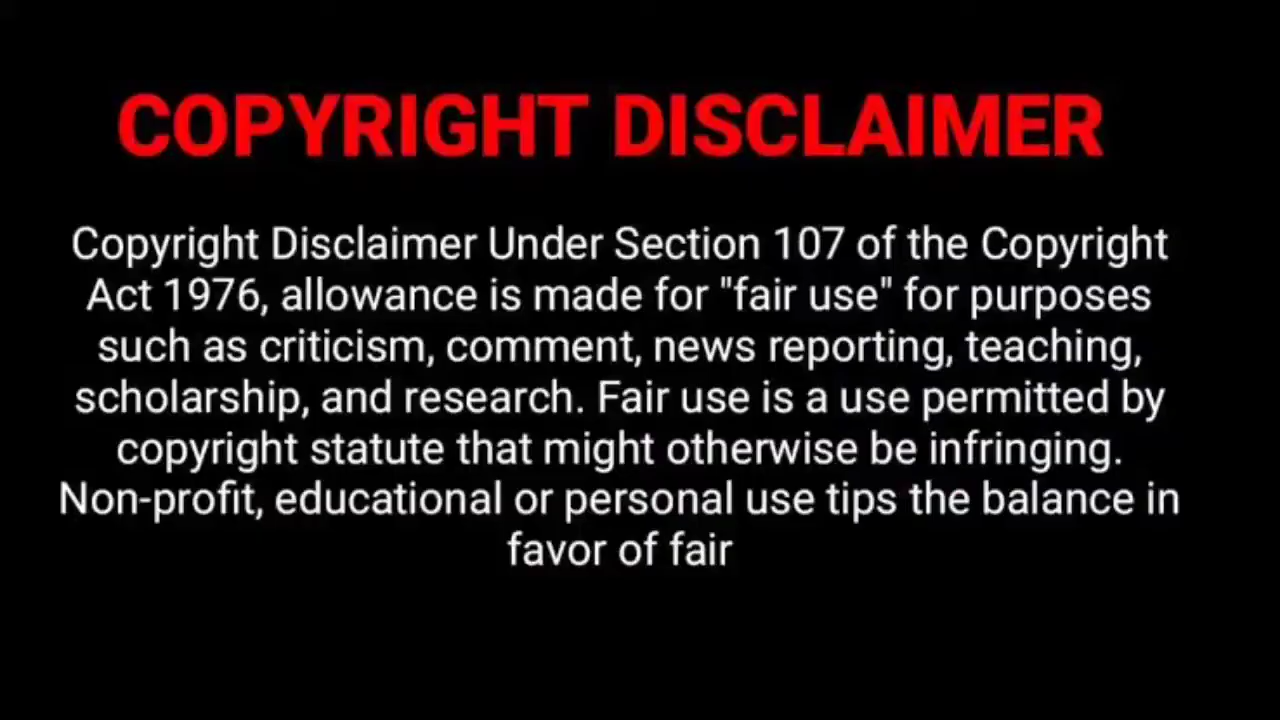 COPYRIGHT DISCLAIMER
Copyright Disclaimer Under Section 107 of the Copyright
Act 1976, allowance is made for "fair use" for purposes
such as criticism, comment, news reporting, teaching,
scholarship, and research. Fair use is a use permitted by
copyright statute that might otherwise be infringing.
Non-profit, educational or personal use tips the balance in
favor of fair